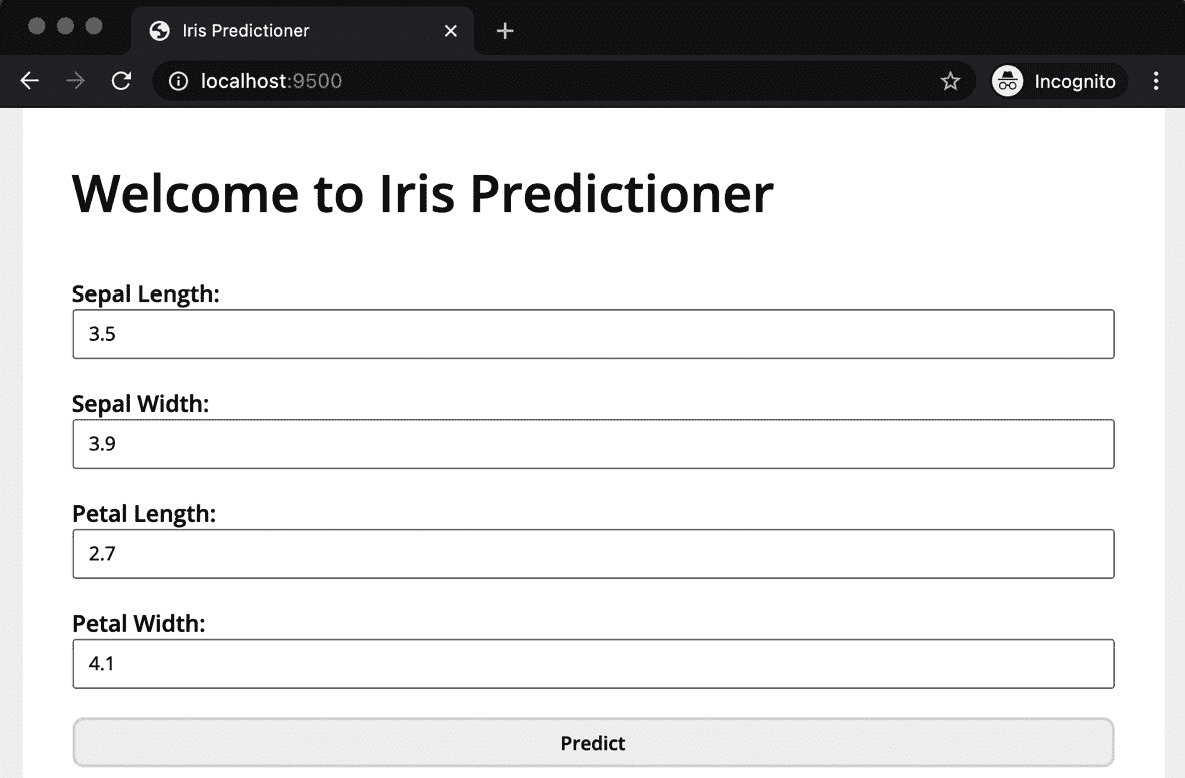 Iris Predictioner
localhost:9500
Incognito
Welcome to Iris Predictioner
Sepal Length:
3.5
Sepal Width:
3.9
Petal Length:
2.7
Petal Width:
4.1
Predict